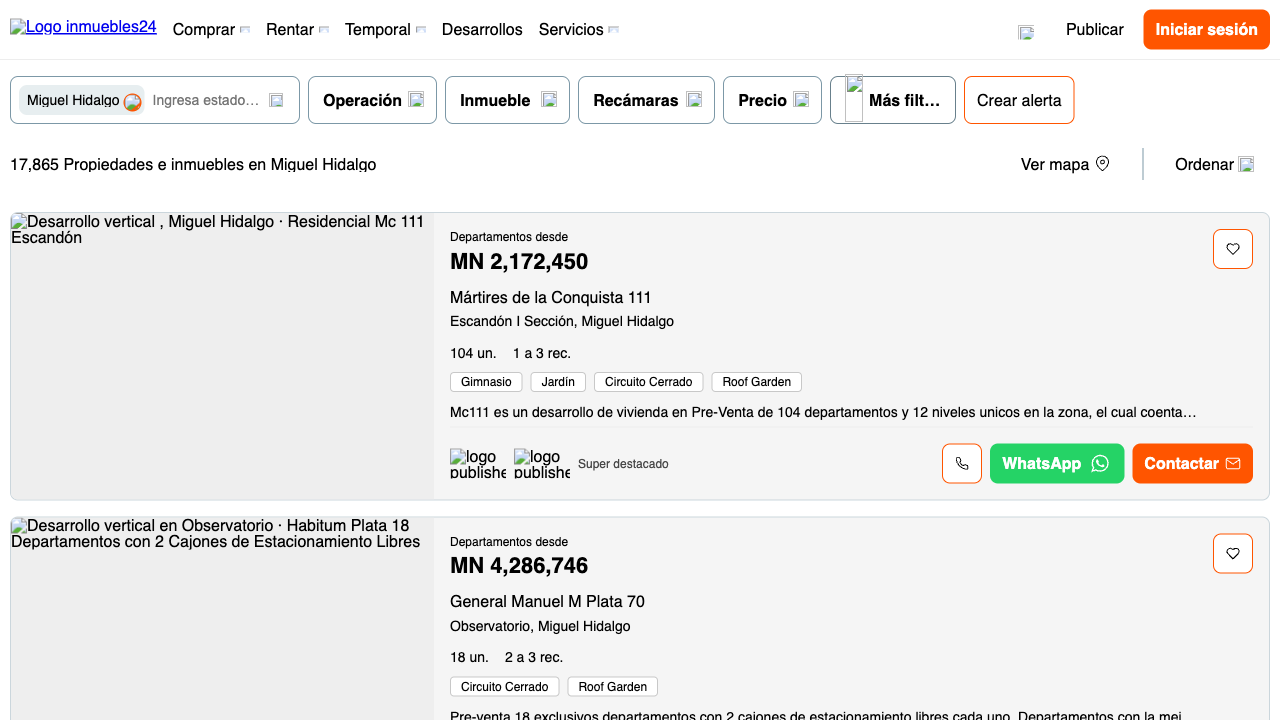 Logo inmuebles24
Comprar
Rentar
Temporal
Desarrollos
Servicios
Publicar
Iniciar sesión
Miguel Hidalgo
Ingresa estado…
Operación
Inmueble
Recámaras
Precio
Más filt…
Crear alerta
17,865 Propiedades e inmuebles en Miguel Hidalgo
Ver mapa
Ordenar
Desarrollo vertical , Miguel Hidalgo · Residencial Mc 111
Escandón
Departamentos desde
MN 2,172,450
Mártires de la Conquista 111
Escandón I Sección, Miguel Hidalgo
104 un. 1 a 3 rec.
Gimnasio
Jardín
Circuito Cerrado
Roof Garden
Mc111 es un desarrollo de vivienda en Pre-Venta de 104 departamentos y 12 niveles unicos en la zona, el cual coenta…
logo
logo
Super destacado
WhatsApp
Contactar
Desarrollo vertical en Observatorio · Habitum Plata 18
Departamentos con 2 Cajones de Estacionamiento Libres
Departamentos desde
MN 4,286,746
General Manuel M Plata 70
Observatorio, Miguel Hidalgo
18 un. 2 a 3 rec.
Circuito Cerrado
Roof Garden
Pre-venta 18 exclusivos departamentos con 2 cajones de estacionamiento libres cada uno. Departamentos con la mej